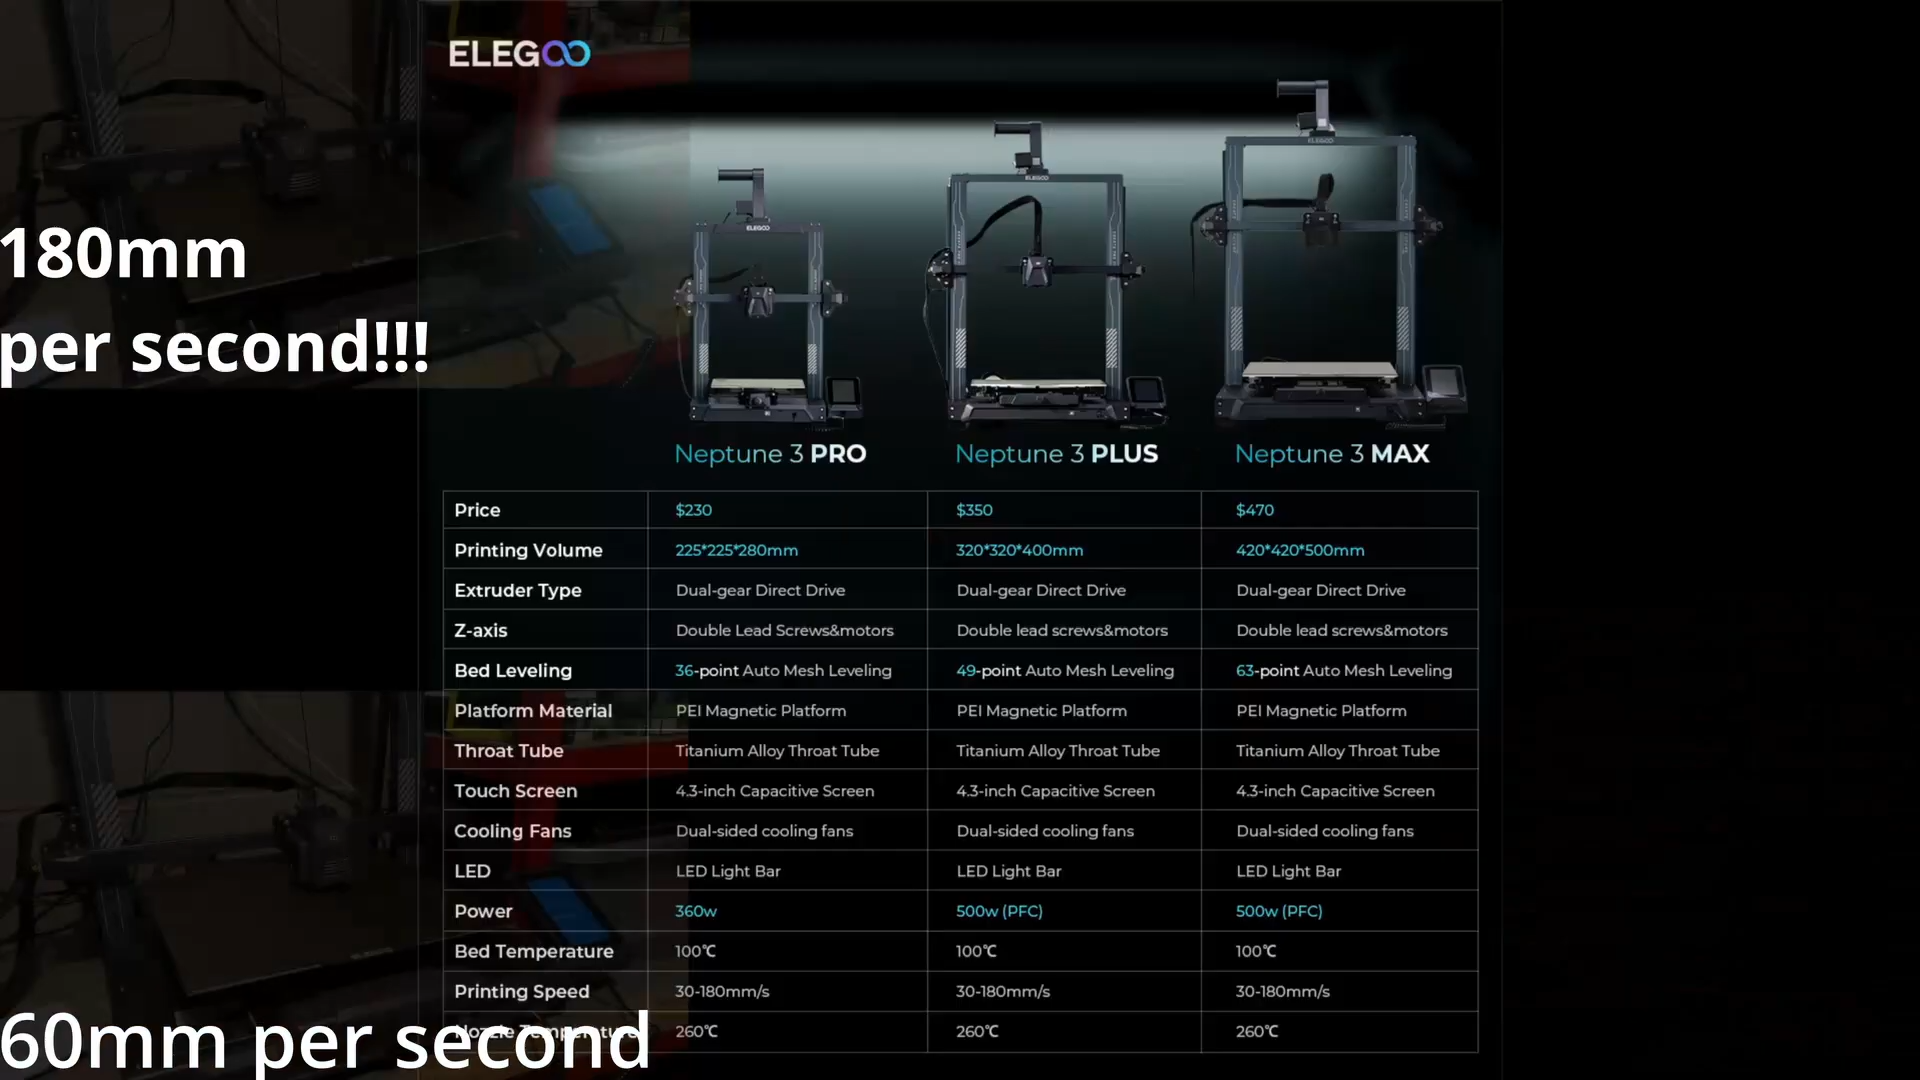 ELEGOO
180mm
per second!!!
Neptune 3 PRO Neptune 3 PLUS Neptune 3 MAX
Price $230 $350 $470
Printing Volume 225*225*280mm 320*320*400mm 420*420*500mm
Extruder Type Dual-gear Direct Drive Dual-gear Direct Drive Dual-gear Direct Drive
Z-axis Double Lead Screws&motors Double lead screws&motors Double lead screws&motors
Bed Leveling 36-point Auto Mesh Leveling 49-point Auto Mesh Leveling 63-point Auto Mesh Leveling
Platform Material PEI Magnetic Platform PEI Magnetic Platform PEI Magnetic Platform
Throat Tube Titanium Alloy Throat Tube Titanium Alloy Throat Tube Titanium Alloy Throat Tube
Touch Screen 4.3-inch Capacitive Screen 4.3-inch Capacitive Screen 4.3-inch Capacitive Screen
Cooling Fans Dual-sided cooling fans Dual-sided cooling fans Dual-sided cooling fans
LED LED Light Bar LED Light Bar LED Light Bar
Power 360w 500w (PFC) 500w (PFC)
Bed Temperature 100℃ 100℃ 100℃
Printing Speed 30-180mm/s 30-180mm/s 30-180mm/s
Nozzle Temperature 260℃ 260℃ 260℃
60mm per second